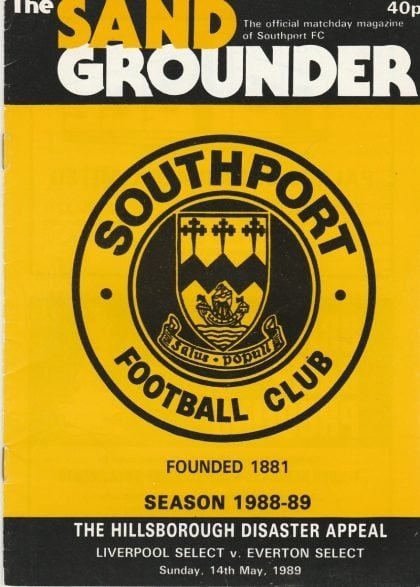 The SAND
GROUNDER
The official matchday magazine
of Southport FC
40p
SOUTHPORT
FOOTBALL CLUB
Salus • populi
FOUNDED 1881
SEASON 1988-89
THE HILLSBOROUGH DISASTER APPEAL
LIVERPOOL SELECT v. EVERTON SELECT
Sunday, 14th May, 1989